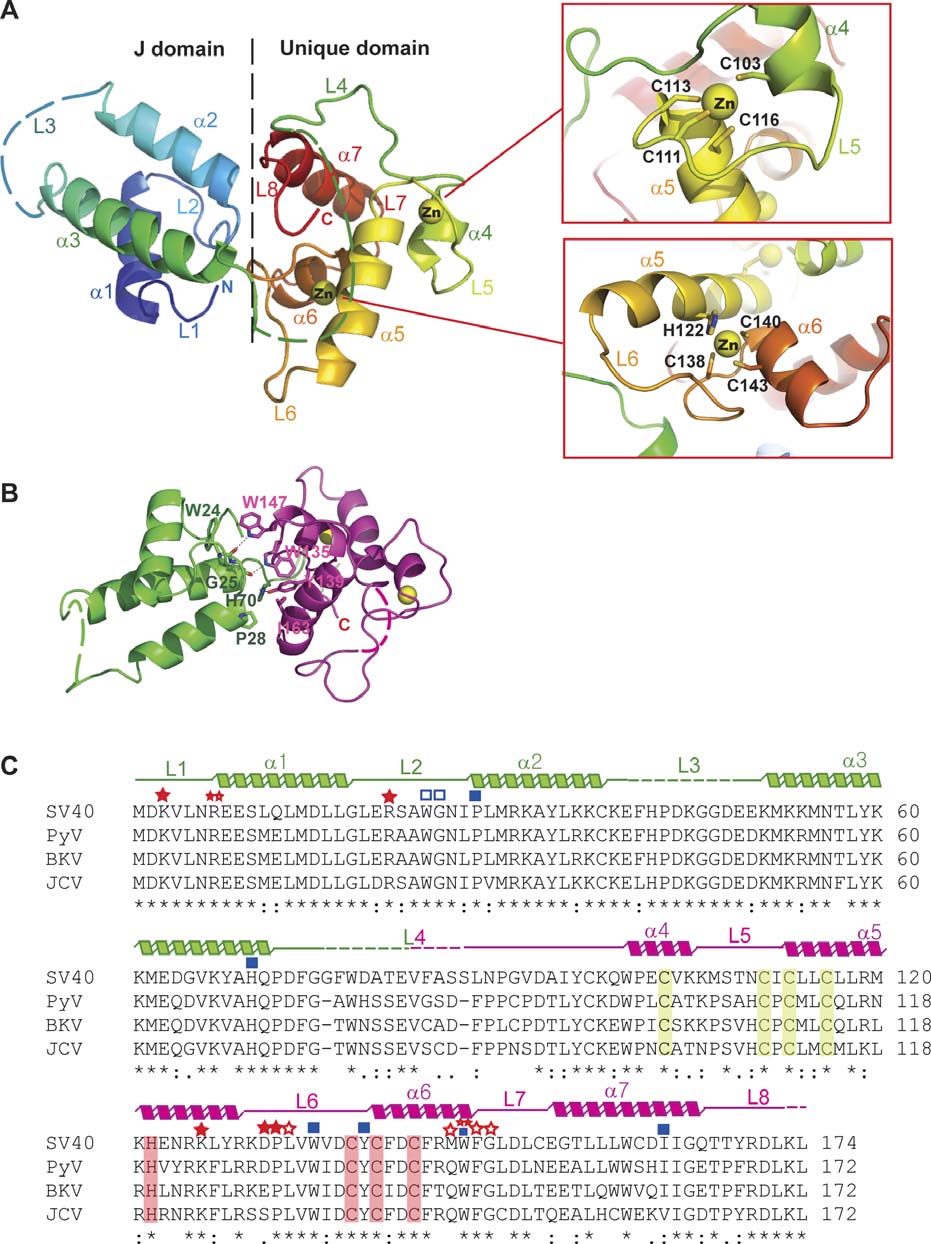 A
J domain
Unique domain
L3
α2
α3
L2
α1
L1
N
L4
α7
L8
C
L7
Zn
α4
L5
Zn
α6
α5
L6
α4
C103
C113
Zn
C116
C111
L5
α5
α5
H122
C140
α6
Zn
L6
C138
C143
B
W147
W24
W135
G25
Y139
H70
C
I163
P28
C
L1 α1 L2 α2 L3 α3
SV40 MDKVLNREESLQLMDLLGLERSAWGNIPLMRKAYLKKCKEFHPDKGGDEEKMKKMNTLYK 60
PyV MDKVLNREESMELMDLLGLERAAWGNLPLMRKAYLKKCKEFHPDKGGDEDKMKRMNTLYK 60
BKV MDKVLNREESMELMDLLGLERAAWGNLPLMRKAYLKKCKEFHPDKGGDEDKMKRMNTLYK 60
JCV MDKVLNREESMELMDLLGLDRSAWGNIPVMRKAYLKKCKELHPDKGGDEDKMKRMNFLYK 60
**********::*******:*:****:*:***********:********:***:** ***
L4 α4 L5 α5
SV40 KMEDGVKYAHQPDFGGFWDATEVFASSLNPGVDAIYCKQWPECVKKMSTNCICLLCLLRM 120
PyV KMEQDVKVAHQPDFG-AWHSSEVGSD-FPPCPDTLYCKDWPLCATKPSAHCPCMLCQLRN 118
BKV KMEQDVKVAHQPDFG-TWNSSEVCAD-FPLCPDTLYCKEWPICSKKPSVHCPCMLCQLRL 118
JCV KMEQGVKVAHQPDFG-TWNSSEVCAD-FPPNSDTLYCKEWPNCATNPSVHCPCLMCMLKL 118
***:.** ****** *.::** .. : *::***:** * .: *.:* *::* *:
L6 α6 L7 α7 L8
SV40 KHENRKLYRKDPLVWVDCYCFDCFRMWFGLDLCEGTLLLWCDIIGQTTYRDLKL 174
PyV KHVYRKFLRRDPLVWIDCYCFDCFRQWFGLDLNEEALLWWSHIIGETPFRDLKL 172
BKV RHLNRKFLRKEPLVWIDCYCIDCFTQWFGLDLTEETLQWWVQIIGETPFRDLKL 172
JCV RHRNRKFLRSSPLVWIDCYCFDCFRQWFGCDLTQEALHCWEKVIGDTPYRDLKL 172
:* **: * .****:****:*** *** ** : :* * .:**:*.:*****